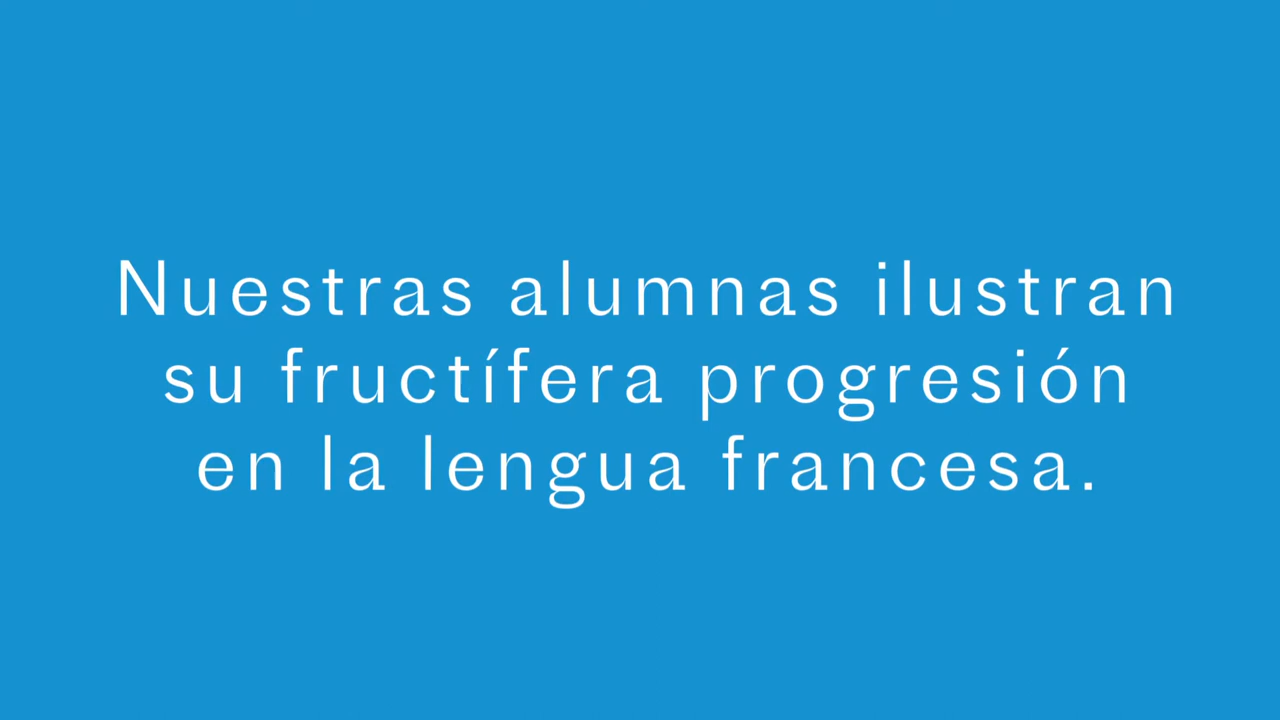 Nuestras alumnas ilustran
su fructífera progresión
en la lengua francesa.